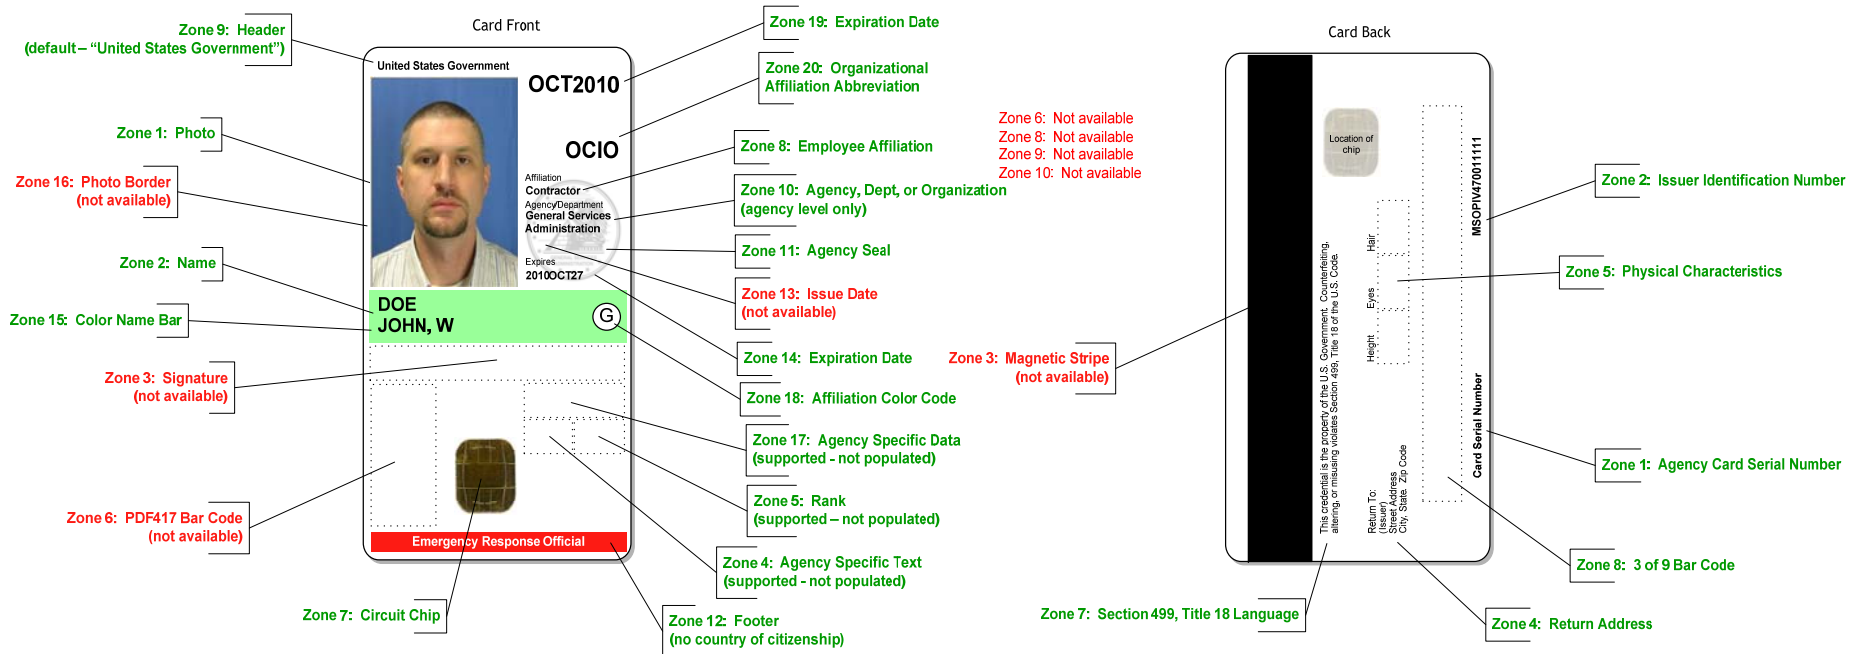 Card Front
Zone 9: Header
(default – “United States Government”)
Zone 1: Photo
Zone 16: Photo Border
(not available)
Zone 2: Name
Zone 15: Color Name Bar
Zone 3: Signature
(not available)
Zone 6: PDF417 Bar Code
(not available)
Zone 7: Circuit Chip
United States Government
OCT2010
OCIO
Affiliation
Contractor
Agency/Department
General Services
Administration
Expires
2010OCT27
DOE
JOHN, W
G
Emergency Response Official
Zone 19: Expiration Date
Zone 20: Organizational
Affiliation Abbreviation
Zone 8: Employee Affiliation
Zone 10: Agency, Dept, or Organization
(agency level only)
Zone 11: Agency Seal
Zone 13: Issue Date
(not available)
Zone 14: Expiration Date
Zone 18: Affiliation Color Code
Zone 17: Agency Specific Data
(supported - not populated)
Zone 5: Rank
(supported – not populated)
Zone 4: Agency Specific Text
(supported - not populated)
Zone 12: Footer
(no country of citizenship)
Card Back
Zone 6: Not available
Zone 8: Not available
Zone 9: Not available
Zone 10: Not available
Zone 3: Magnetic Stripe
(not available)
Zone 7: Section 499, Title 18 Language
Location of
chip
This credential is the property of the U.S. Government. Counterfeiting,
altering, or misusing violates Section 499, Title 18 of the U.S. Code.
Height
Eyes
Hair
Return To:
(Issuer)
Street Address
City, State. Zip Code
Card Serial Number
MSOPIV470011111
Zone 2: Issuer Identification Number
Zone 5: Physical Characteristics
Zone 1: Agency Card Serial Number
Zone 8: 3 of 9 Bar Code
Zone 4: Return Address